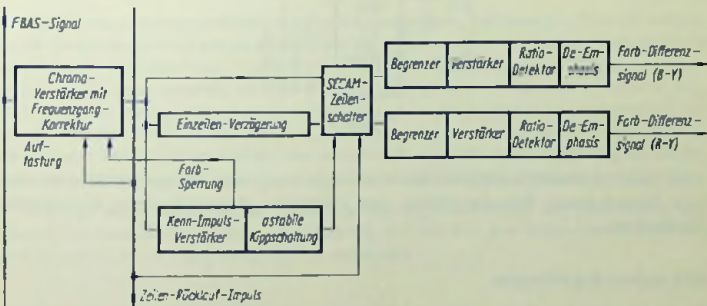 FBAS-Signal
Chroma-
Verstärker mit
Frequenzgang-
Korrektur
Auf-
tastung
Einzeilen-Verzögerung
Farb-
Sperrung
Kenn-Impuls-
Verstärker
astabile
Kippschaltung
Zeilen-Rücklauf-Impuls
SECAM-
Zeilen-
schalter
Begrenzer
Verstärker
Ratio-
Detektor
De-Em-
phasis
Farb-Differenz-
signal (B-Y)
Begrenzer
Verstärker
Ratio-
Detektor
De-Em-
phasis
Farb-Differenz-
signal (R-Y)